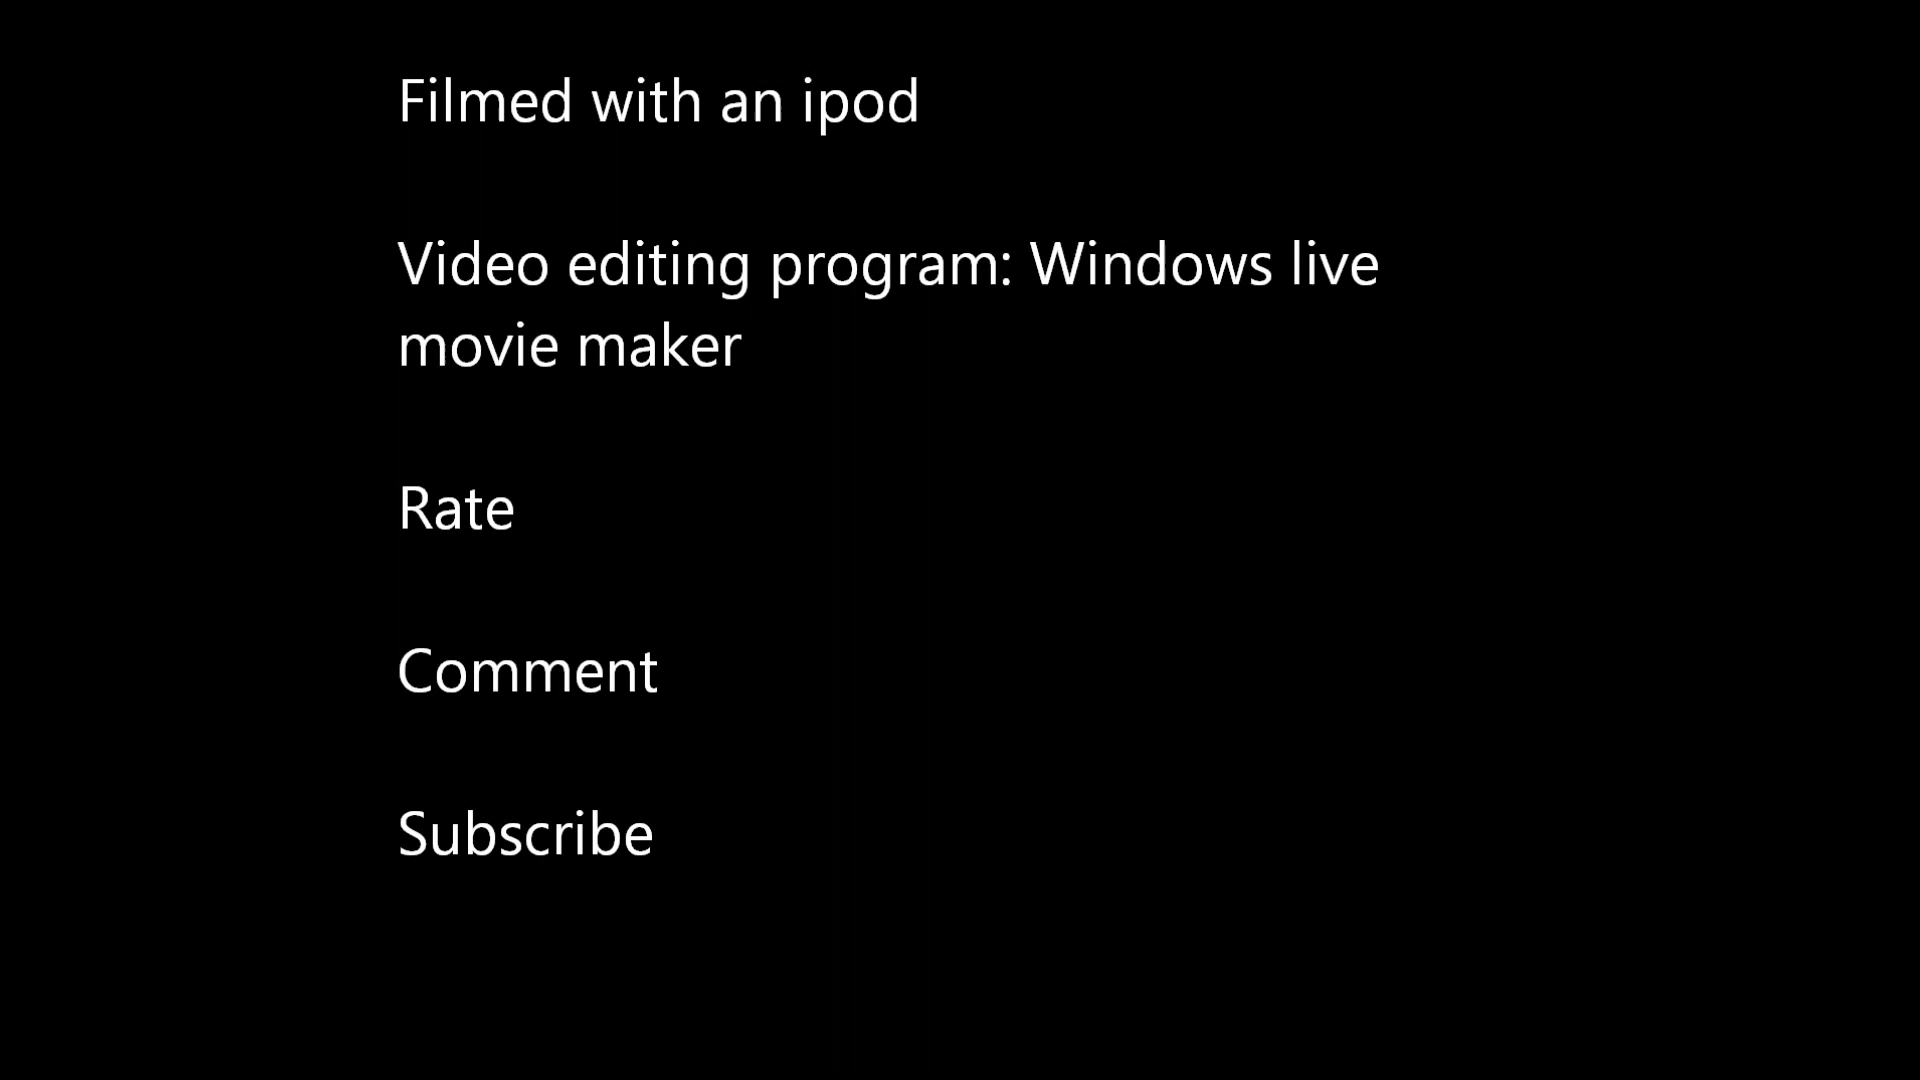 Filmed with an ipod
Video editing program: Windows live
movie maker
Rate
Comment
Subscribe